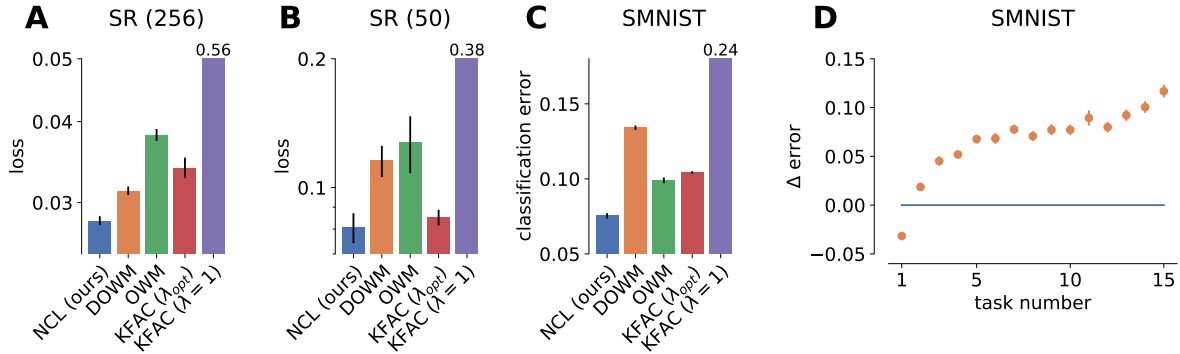 A
SR (256)
0.56
0.05
0.04
0.03
loss
NCL (ours)
DOWM
OWM
KFAC (λopt)
KFAC (λ = 1)
B
SR (50)
0.38
0.2
0.1
loss
NCL (ours)
DOWM
OWM
KFAC (λopt)
KFAC (λ = 1)
C
SMNIST
0.24
0.15
0.10
0.05
classification error
NCL (ours)
DOWM
OWM
KFAC (λopt)
KFAC (λ = 1)
D
SMNIST
0.15
0.10
0.05
0.00
−0.05
Δ error
1 5 10 15
task number